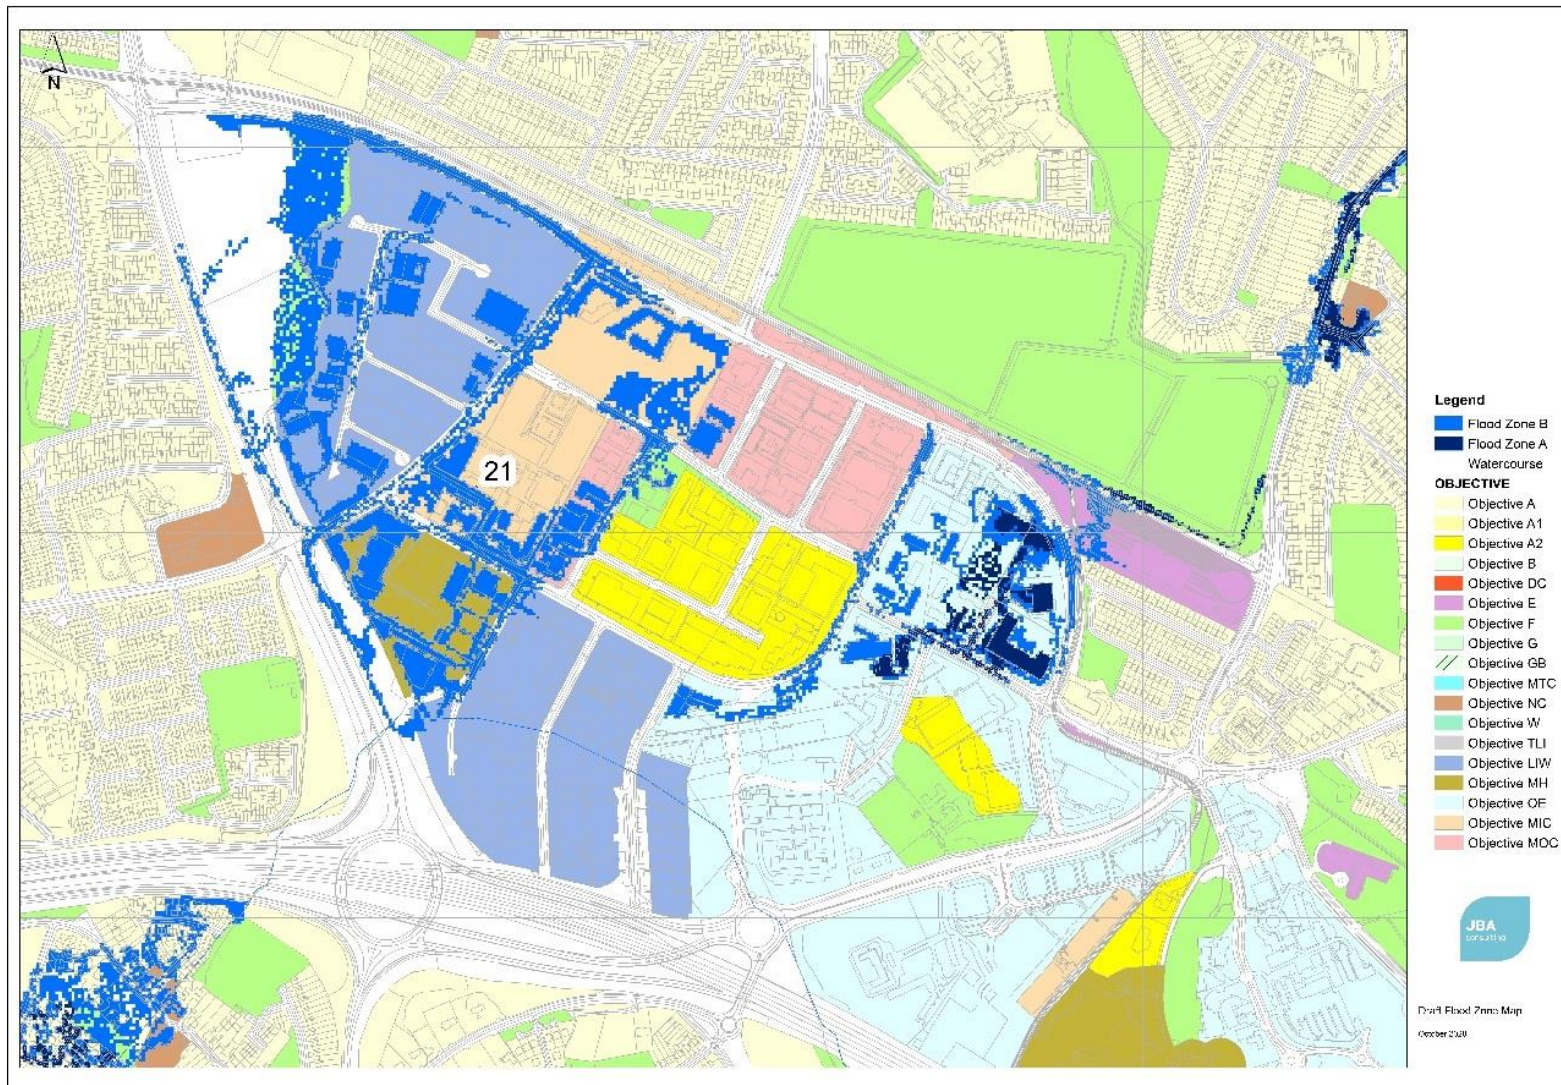 N
21
Legend
Flood Zone B
Flood Zone A
Watercourse
OBJECTIVE
Objective A
Objective A1
Objective A2
Objective B
Objective DC
Objective E
Objective F
Objective G
Objective GB
Objective MTC
Objective NC
Objective W
Objective TLI
Objective LIW
Objective MH
Objective OE
Objective MIC
Objective MOC
JBA
consulting
Draft Flood Zone Map
October 2020